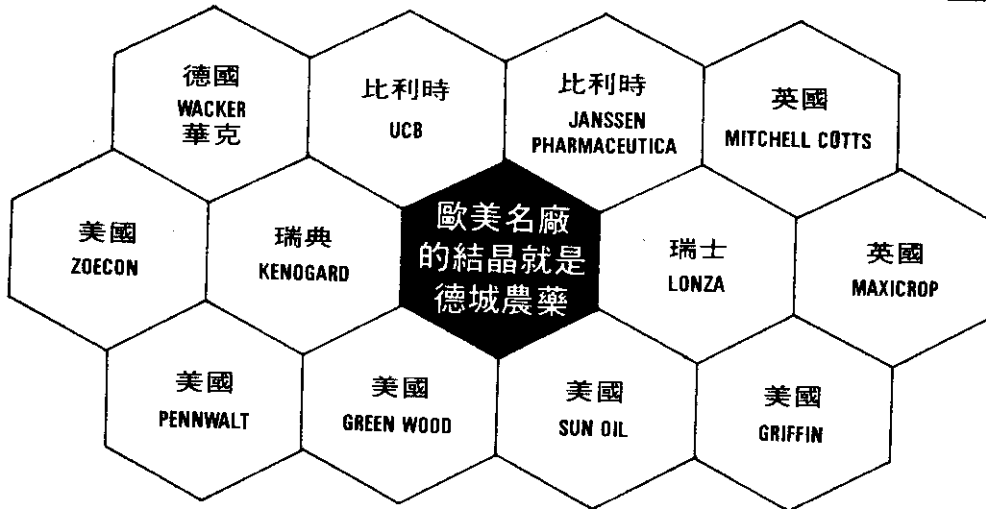 德國
WACKER
華克
比利時
UCB
比利時
JANSSEN
PHARMACEUTICA
英國
MITCHELL COTTS
美國
ZOECON
瑞典
KENOGARD
歐美名廠
的結晶就是
德城農藥
瑞士
LONZA
英國
MAXICROP
美國
PENNWALT
美國
GREEN WOOD
美國
SUN OIL
美國
GRIFFIN